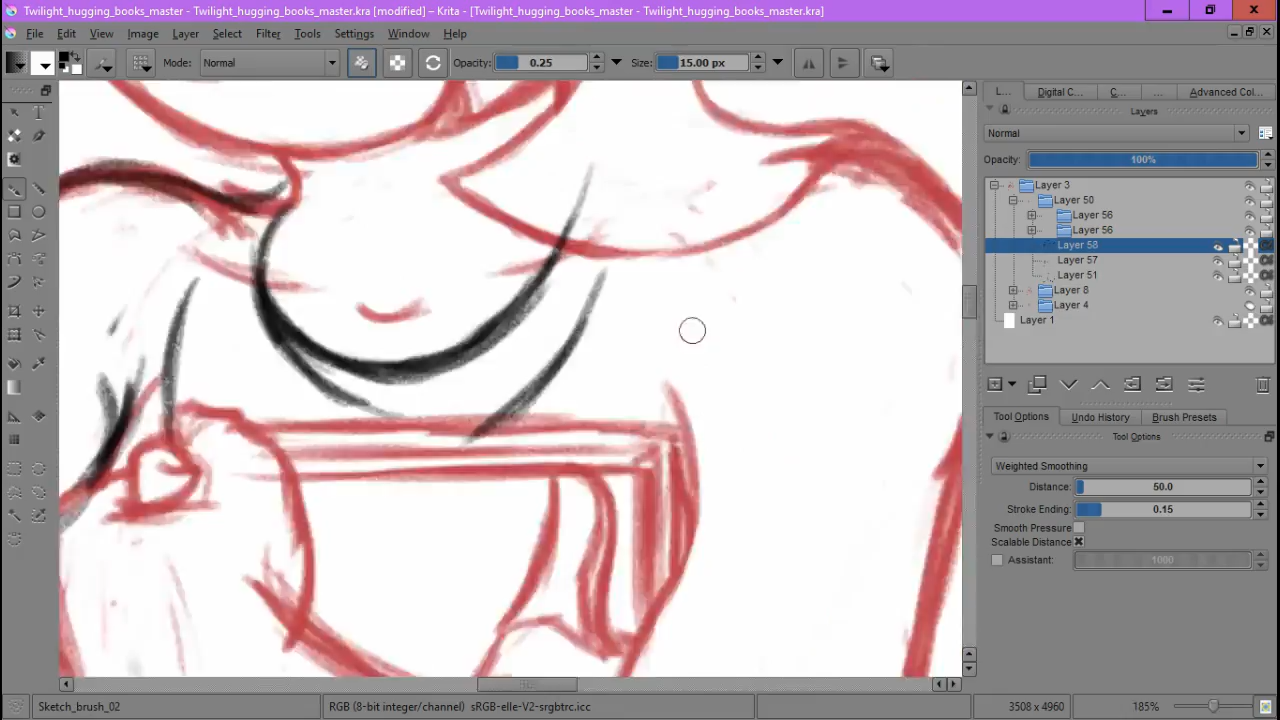 Twilight_hugging_books_master - Twilight_hugging_books_master.kra [modified] – Krita - [Twilight_hugging_books_master - Twilight_hugging_books_master.kra]
File Edit View Image Layer Select Filter Tools Settings Window Help
Mode: Normal Opacity: 0.25 Size: 15.00 px
L... Digital C... C... ... Advanced Col...
Layers
Normal
Opacity: 100%
Layer 3
Layer 50
Layer 56
Layer 56
Layer 58
Layer 57
Layer 51
Layer 8
Layer 4
Layer 1
Tool Options Undo History Brush Presets
Tool Options
Weighted Smoothing
Distance: 50.0
Stroke Ending: 0.15
Smooth Pressure
Scalable Distance
Assistant: 1000
Sketch_brush_02 RGB (8-bit integer/channel) sRGB-elle-V2-srgbtrc.icc 3508 x 4960 185%